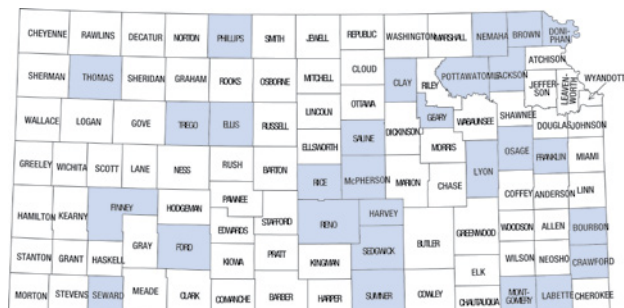 CHEYENNE RAWLINS DECATUR NORTON PHILLIPS SMITH JEWELL REPUBLIC WASHINGTON MARSHALL NEMAHA BROWN DONI-
PHAN
ATCHISON
SHERMAN THOMAS SHERIDAN GRAHAM ROOKS OSBORNE MITCHELL CLOUD CLAY RILEY POTTAWATOMIE JACKSON JEFFER-
SON
LEAVEN-
WORTH
WYANDOTT
WALLACE LOGAN GOVE TREGO ELLIS RUSSELL LINCOLN OTTAWA DICKINSON GEARY WABAUNSEE SHAWNEE DOUGLAS JOHNSON
ELLSWORTH SALINE MORRIS OSAGE FRANKLIN MIAMI
GREELEY WICHITA SCOTT LANE NESS RUSH BARTON RICE McPHERSON MARION CHASE LYON COFFEY ANDERSON LINN
HAMILTON KEARNY FINNEY HODGEMAN PAWNEE STAFFORD RENO HARVEY BUTLER GREENWOOD WOODSON ALLEN BOURBON
GRAY FORD EDWARDS
STANTON GRANT HASKELL KIOWA PRATT KINGMAN SEDGWICK ELK WILSON NEOSHO CRAWFORD
MORTON STEVENS SEWARD MEADE CLARK COMANCHE BARBER HARPER SUMNER COWLEY CHAUTAUQUA MONT-
GOMERY
LABETTE CHEROKEE